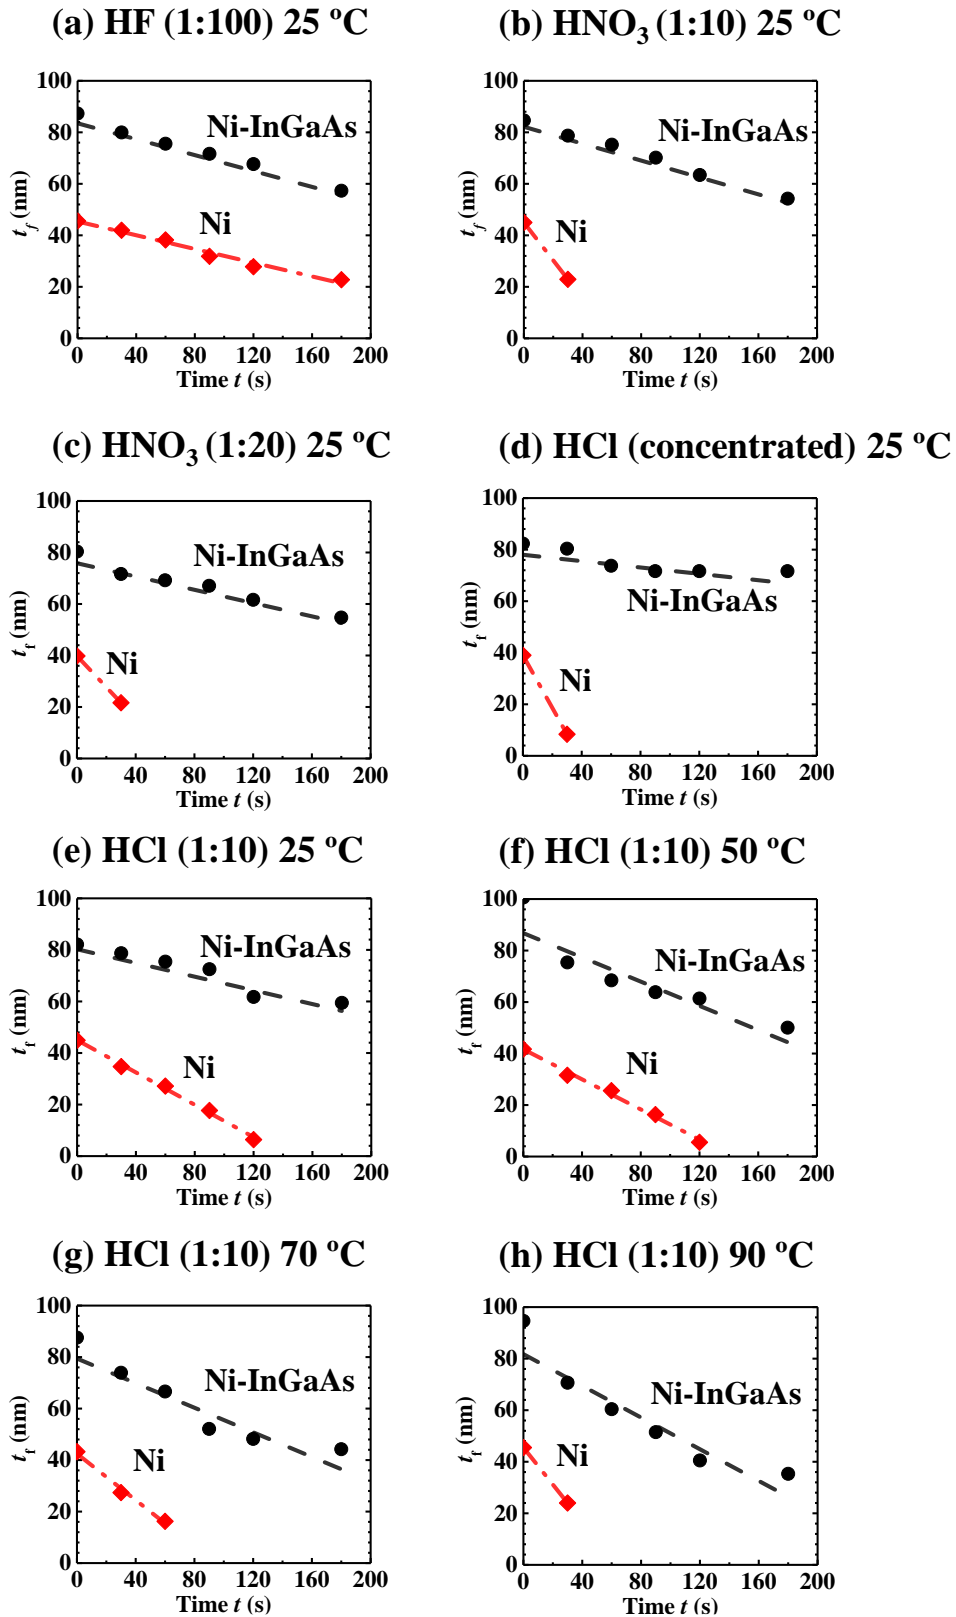 (a) HF (1:100) 25 ºC
(b) HNO3 (1:10) 25 ºC
100
80
60
40
20
0
tf (nm)
Ni-InGaAs
Ni
0 40 80 120 160 200
Time t (s)
100
80
60
40
20
0
tf (nm)
Ni-InGaAs
Ni
0 40 80 120 160 200
Time t (s)
(c) HNO3 (1:20) 25 ºC
(d) HCl (concentrated) 25 ºC
100
80
60
40
20
0
tf (nm)
Ni-InGaAs
Ni
0 40 80 120 160 200
Time t (s)
100
80
60
40
20
0
tf (nm)
Ni-InGaAs
Ni
0 40 80 120 160 200
Time t (s)
(e) HCl (1:10) 25 ºC
(f) HCl (1:10) 50 ºC
100
80
60
40
20
0
tf (nm)
Ni-InGaAs
Ni
0 40 80 120 160 200
Time t (s)
100
80
60
40
20
0
tf (nm)
Ni-InGaAs
Ni
0 40 80 120 160 200
Time t (s)
(g) HCl (1:10) 70 ºC
(h) HCl (1:10) 90 ºC
100
80
60
40
20
0
tf (nm)
Ni-InGaAs
Ni
0 40 80 120 160 200
Time t (s)
100
80
60
40
20
0
tf (nm)
Ni-InGaAs
Ni
0 40 80 120 160 200
Time t (s)